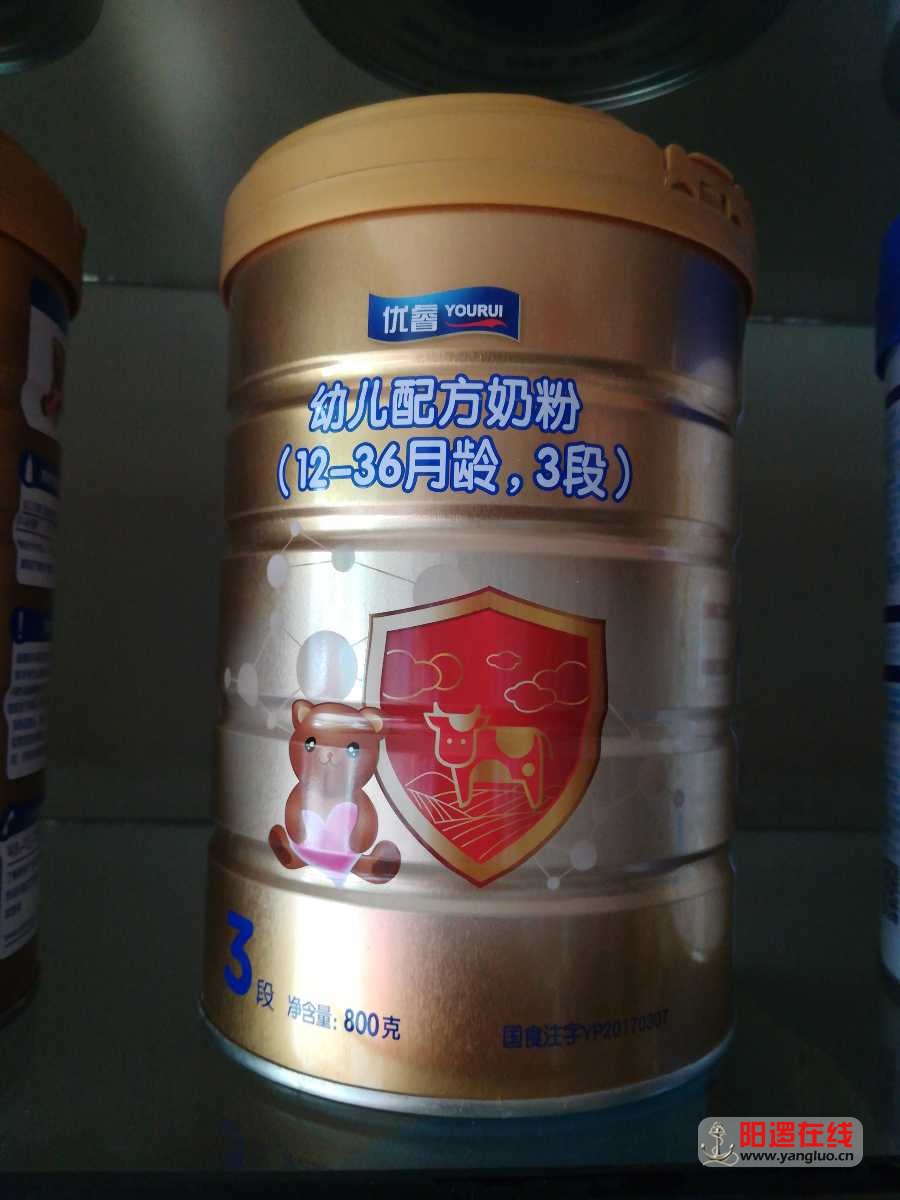 优睿 YOURUI
幼儿配方奶粉
(12-36月龄，3段)
3段
净含量：800克
国食注字YP20170307
阳逻在线
www.yangluo.cn